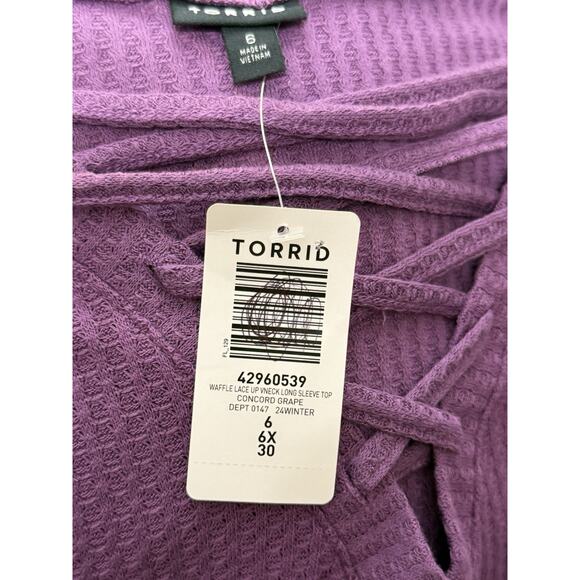 TORRID
6
MADE IN
VIETNAM
TORRID
FL_129
42960539
WAFFLE LACE UP VNECK LONG SLEEVE TOP
CONCORD GRAPE
DEPT 0147 24WINTER
6
6X
30